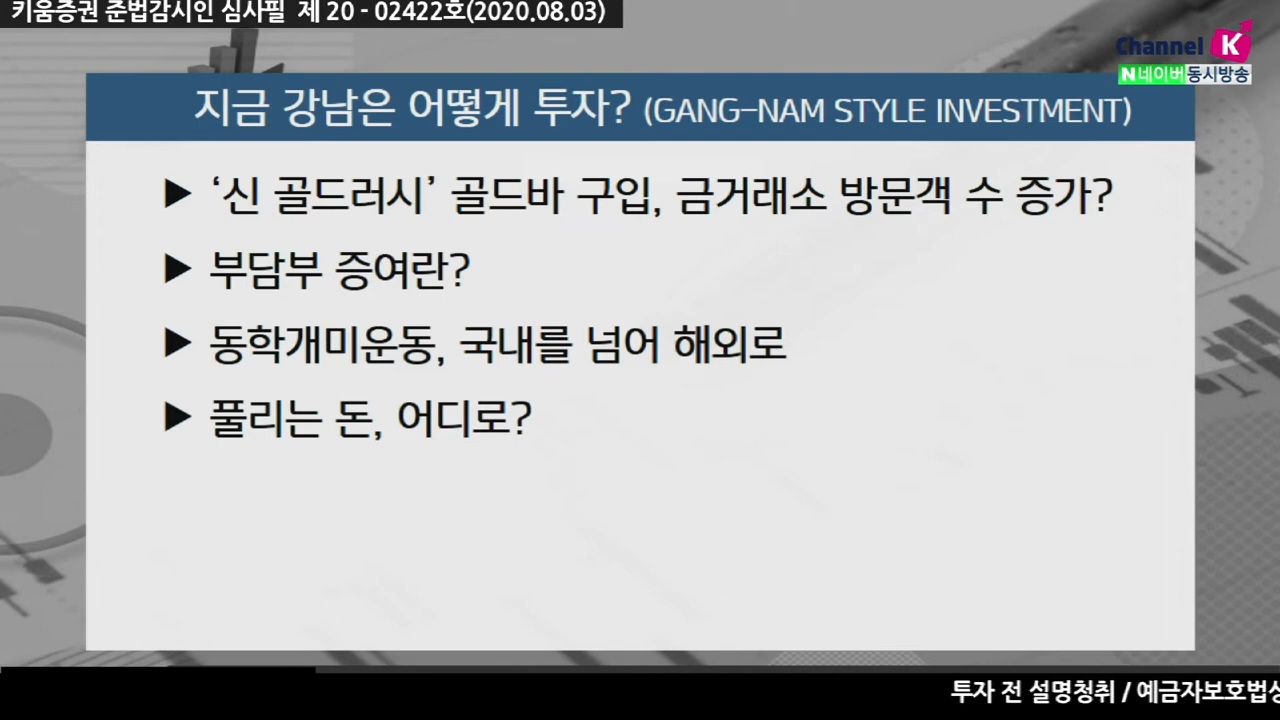 키움증권 준법감시인 심사필 제 20 - 02422호(2020.08.03)
Channel K
N 네이버 동시방송
지금 강남은 어떻게 투자? (GANG-NAM STYLE INVESTMENT)
▶ ‘신 골드러시’ 골드바 구입, 금거래소 방문객 수 증가?
▶ 부담부 증여란?
▶ 동학개미운동, 국내를 넘어 해외로
▶ 풀리는 돈, 어디로?
투자 전 설명청취 / 예금자보호법상